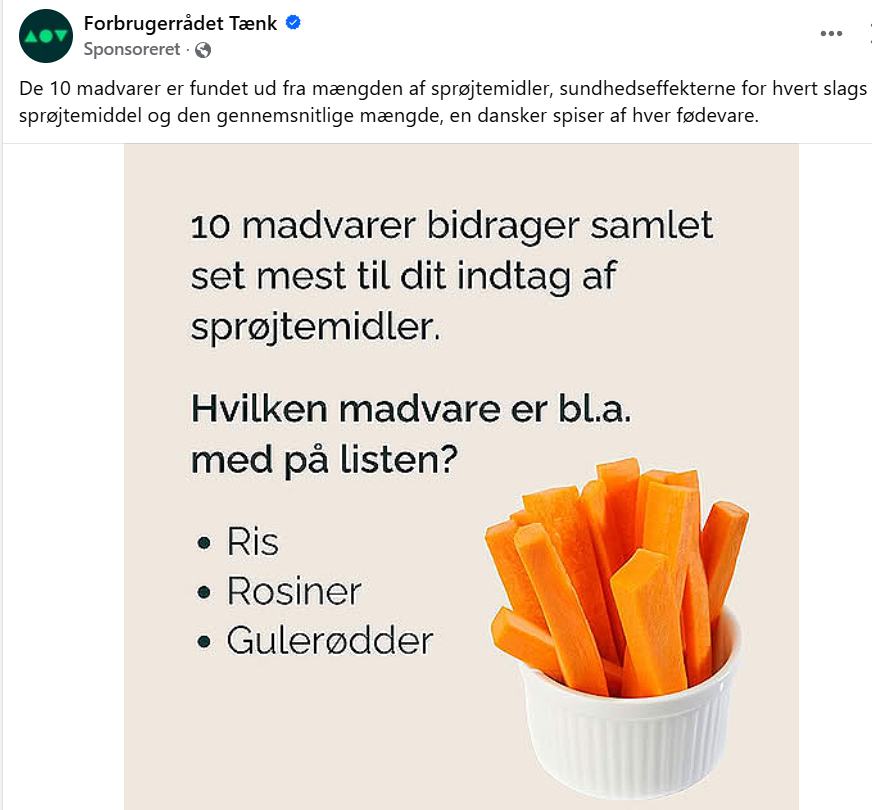 Forbrugerrådet Tænk
Sponsoreret ·
De 10 madvarer er fundet ud fra mængden af sprøjtemidler, sundhedseffekterne for hvert slags
sprøjtemiddel og den gennemsnitlige mængde, en dansker spiser af hver fødevare.
10 madvarer bidrager samlet
set mest til dit indtag af
sprøjtemidler.
Hvilken madvare er bl.a.
med på listen?
• Ris
• Rosiner
• Gulerødder